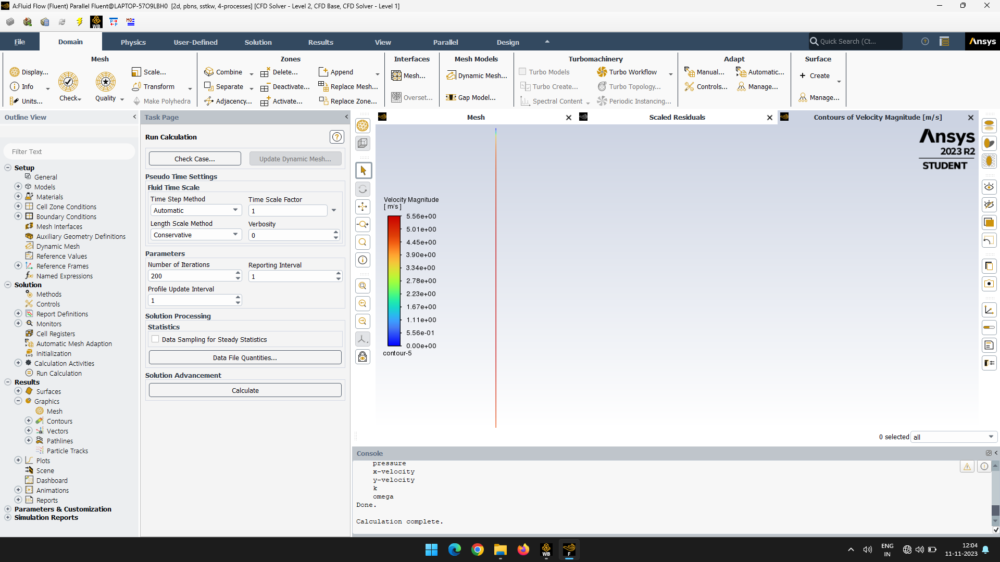 A:Fluid Flow (Fluent) Parallel Fluent@LAPTOP-57O9LBH0 [2d, pbns, sstkw, 4-processes] [CFD Solver - Level 2, CFD Base, CFD Solver - Level 1]
WB
File Domain Physics User-Defined Solution Results View Parallel Design Quick Search (Ct... Ansys
Mesh Zones Interfaces Mesh Models Turbomachinery Adapt Surface
Display... Scale... Combine Delete... Append Mesh... Dynamic Mesh... Turbo Models Turbo Workflow Manual... Automatic... Create
Info Check Quality Transform Separate Deactivate... Replace Mesh... Turbo Create... Turbo Topology... Controls... Manage...
Units... Make Polyhedra Adjacency... Activate... Replace Zone... Overset... Gap Model... Spectral Content Periodic Instancing... Manage...
Outline View
Filter Text
Setup
General
Models
Materials
Cell Zone Conditions
Boundary Conditions
Mesh Interfaces
Auxiliary Geometry Definitions
Dynamic Mesh
Reference Values
Reference Frames
Named Expressions
Solution
Methods
Controls
Report Definitions
Monitors
Cell Registers
Automatic Mesh Adaption
Initialization
Calculation Activities
Run Calculation
Results
Surfaces
Graphics
Mesh
Contours
Vectors
Pathlines
Particle Tracks
Plots
Scene
Dashboard
Animations
Reports
Parameters & Customization
Simulation Reports
Task Page
Run Calculation
Check Case... Update Dynamic Mesh...
Pseudo Time Settings
Fluid Time Scale
Time Step Method Time Scale Factor
Automatic 1
Length Scale Method Verbosity
Conservative 0
Parameters
Number of Iterations Reporting Interval
200 1
Profile Update Interval
1
Solution Processing
Statistics
Data Sampling for Steady Statistics
Data File Quantities...
Solution Advancement
Calculate
Mesh Scaled Residuals Contours of Velocity Magnitude [m/s]
Ansys
2023 R2
STUDENT
Velocity Magnitude
[ m/s ]
5.56e+00
5.01e+00
4.45e+00
3.90e+00
3.34e+00
2.78e+00
2.23e+00
1.67e+00
1.11e+00
5.56e-01
0.00e+00
contour-5
0 selected all
Console
pressure
x-velocity
y-velocity
k
omega
Done.
Calculation complete.
WB F
ENG
IN
12:04
11-11-2023